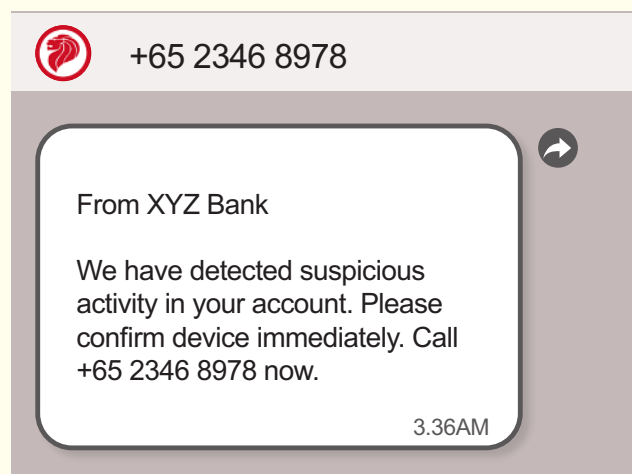 +65 2346 8978
From XYZ Bank
We have detected suspicious
activity in your account. Please
confirm device immediately. Call
+65 2346 8978 now.
3.36AM